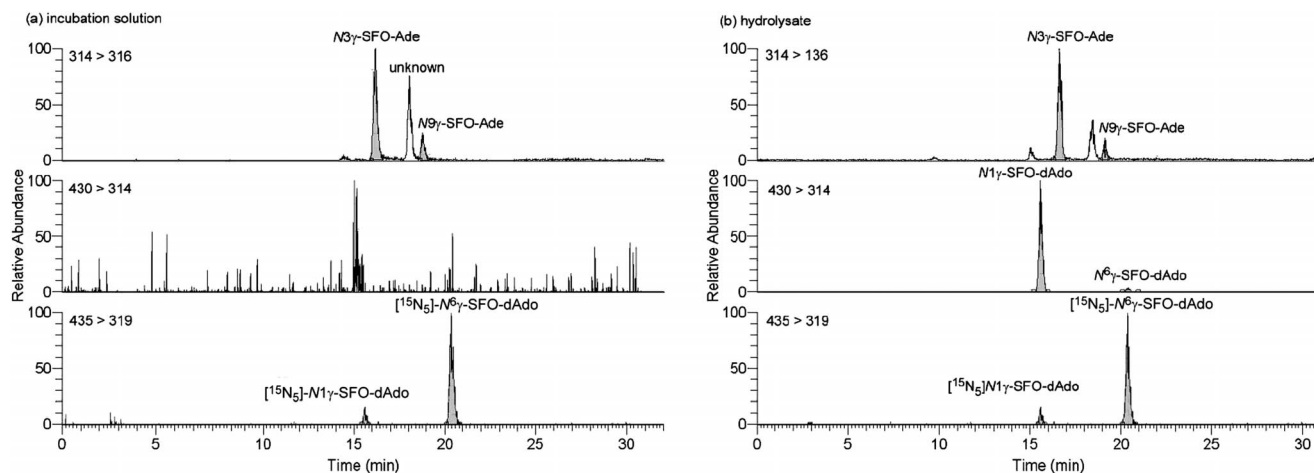 (a) incubation solution
Relative Abundance
314 > 316
N3γ-SFO-Ade
unknown
N9γ-SFO-Ade
100
50
0
430 > 314
100
50
0
435 > 319
[¹⁵N₅]-N⁶γ-SFO-dAdo
[¹⁵N₅]-N1γ-SFO-dAdo
100
50
0
0 5 10 15 20 25 30
Time (min)
(b) hydrolysate
Relative Abundance
314 > 136
N3γ-SFO-Ade
N9γ-SFO-Ade
100
50
0
430 > 314
N1γ-SFO-dAdo
N⁶γ-SFO-dAdo
100
50
0
435 > 319
[¹⁵N₅]-N⁶γ-SFO-dAdo
[¹⁵N₅]N1γ-SFO-dAdo
100
50
0
0 5 10 15 20 25 30
Time (min)